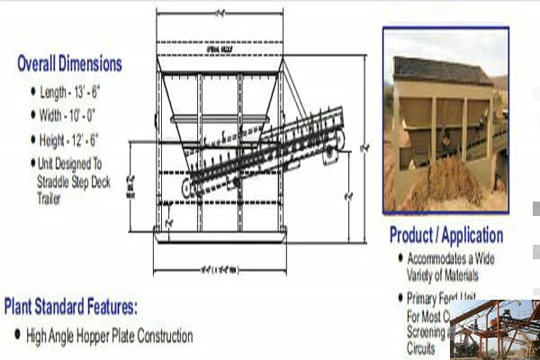 Overall Dimensions
Length - 13' - 6"
Width - 10' - 0"
Height - 12' - 6"
Unit Designed To
Straddle Step Deck
Trailer
Product / Application
Accommodates a Wide
Variety of Materials
Primary Feed Unit
For Most
Screening
Circuits
Plant Standard Features:
High Angle Hopper Plate Construction